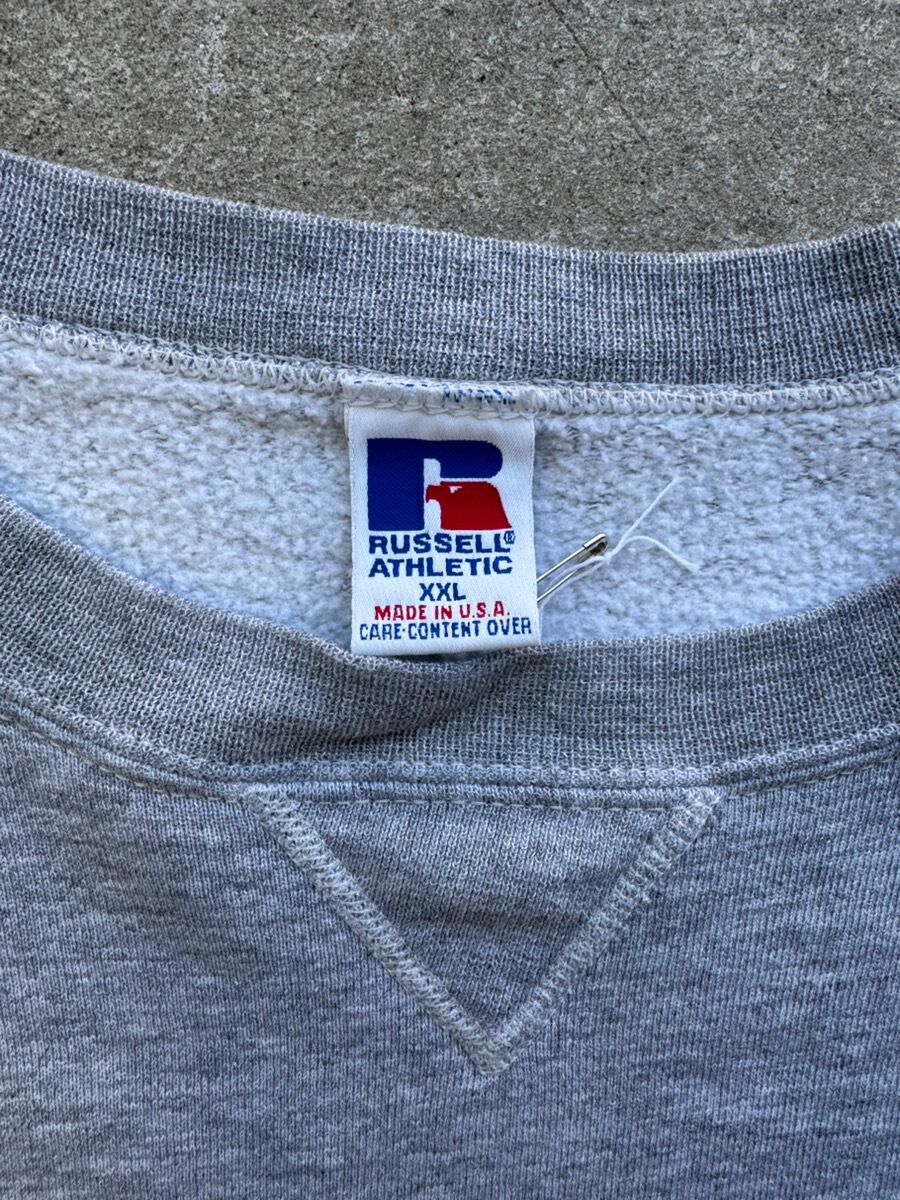 RUSSELL®
ATHLETIC
XXL
MADE IN U.S.A.
CARE·CONTENT OVER